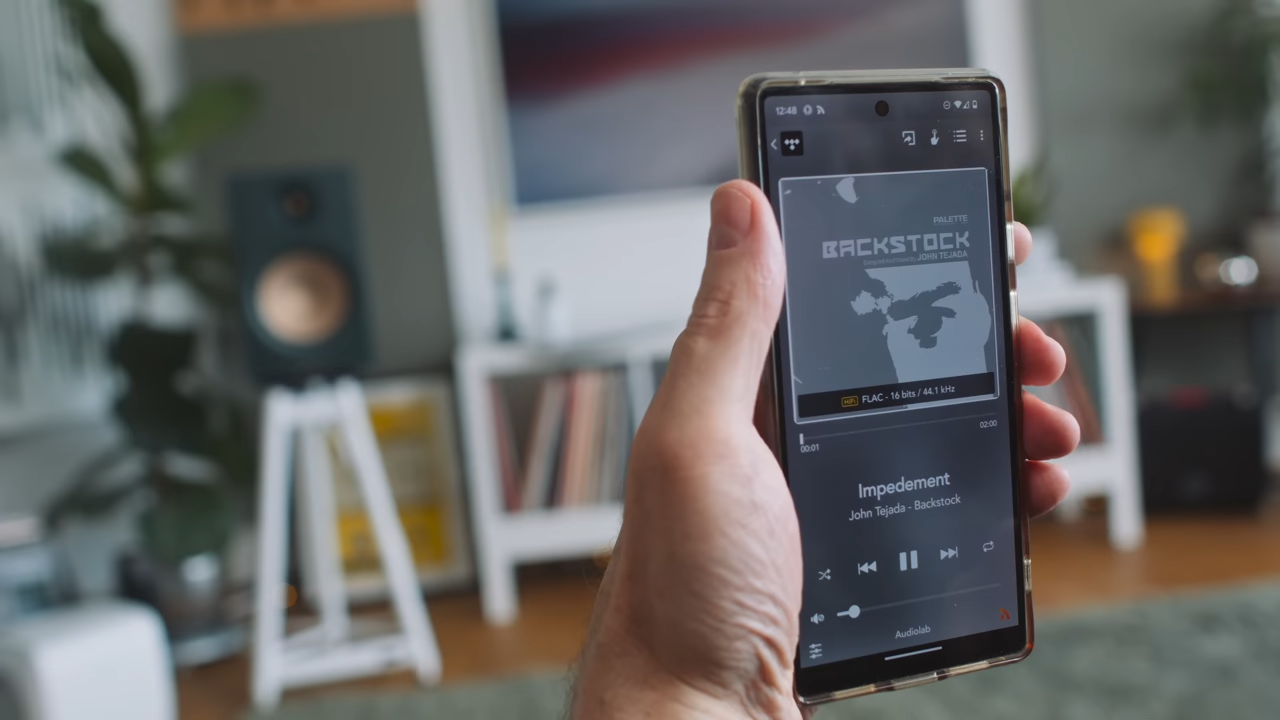 12:48
PALETTE
BACKSTOCK
JOHN TEJADA
HiFi FLAC - 16 bits / 44.1 kHz
00:01
02:00
Impedement
John Tejada - Backstock
Audiolab